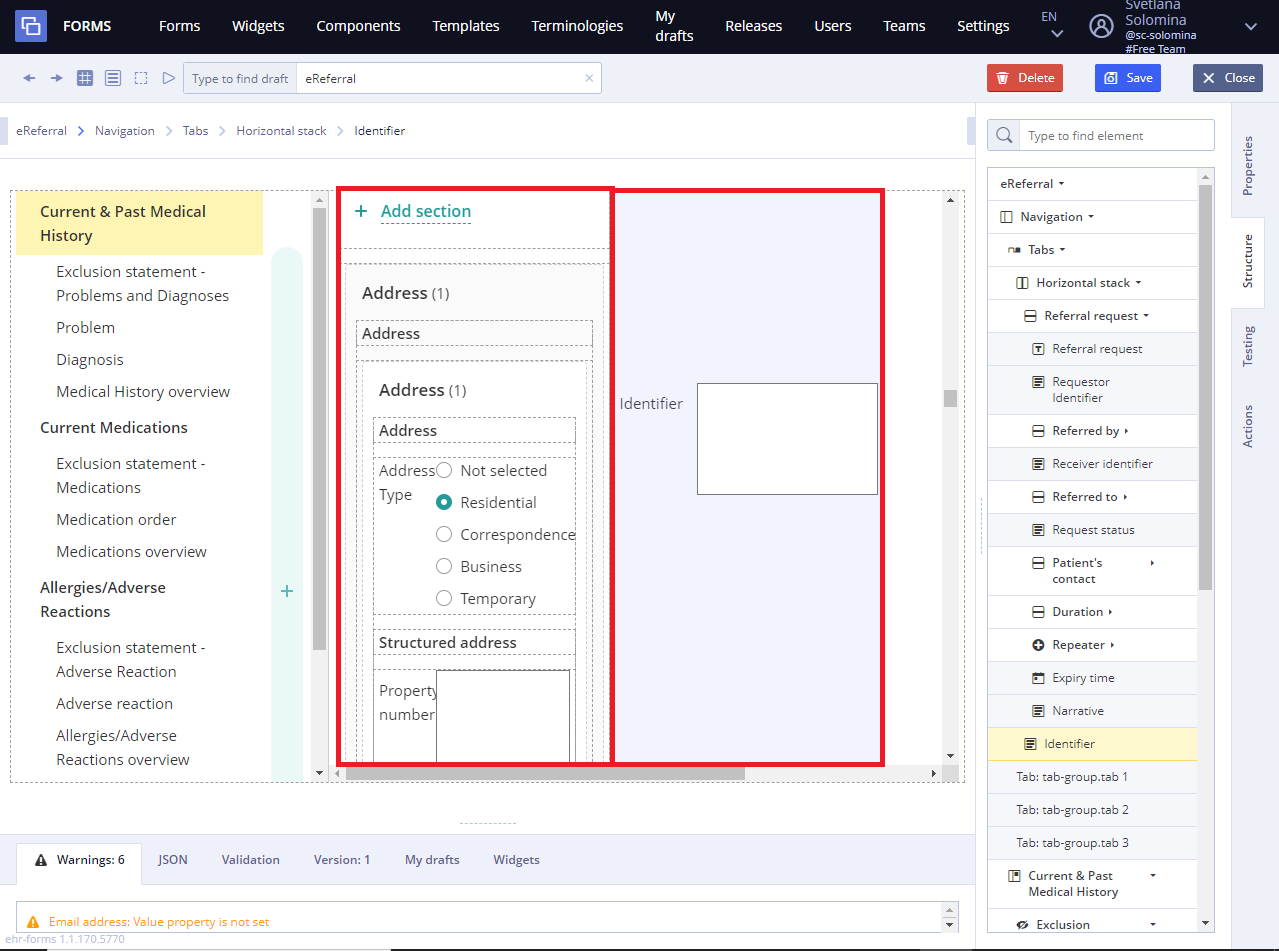 FORMS
Forms
Widgets
Components
Templates
Terminologies
My
drafts
Releases
Users
Teams
Settings
EN
Svetlana
Solomina
@sc-solomina
#Free Team
Type to find draft
eReferral
Delete
Save
Close
eReferral
Navigation
Tabs
Horizontal stack
Identifier
Current & Past Medical
History
Exclusion statement -
Problems and Diagnoses
Problem
Diagnosis
Medical History overview
Current Medications
Exclusion statement -
Medications
Medication order
Medications overview
Allergies/Adverse
Reactions
Exclusion statement -
Adverse Reaction
Adverse reaction
Allergies/Adverse
Reactions overview
+
+ Add section
Address (1)
Address
Address (1)
Address
Address
Type
Not selected
Residential
Correspondence
Business
Temporary
Structured address
Property
number
Identifier
Type to find element
eReferral
Navigation
Tabs
Horizontal stack
Referral request
Referral request
Requestor
Identifier
Referred by
Receiver identifier
Referred to
Request status
Patient's
contact
Duration
Repeater
Expiry time
Narrative
Identifier
Tab: tab-group.tab 1
Tab: tab-group.tab 2
Tab: tab-group.tab 3
Current & Past
Medical History
Exclusion
Properties
Structure
Testing
Actions
Warnings: 6
JSON
Validation
Version: 1
My drafts
Widgets
Email address: Value property is not set
ehr-forms 1.1.170.5770